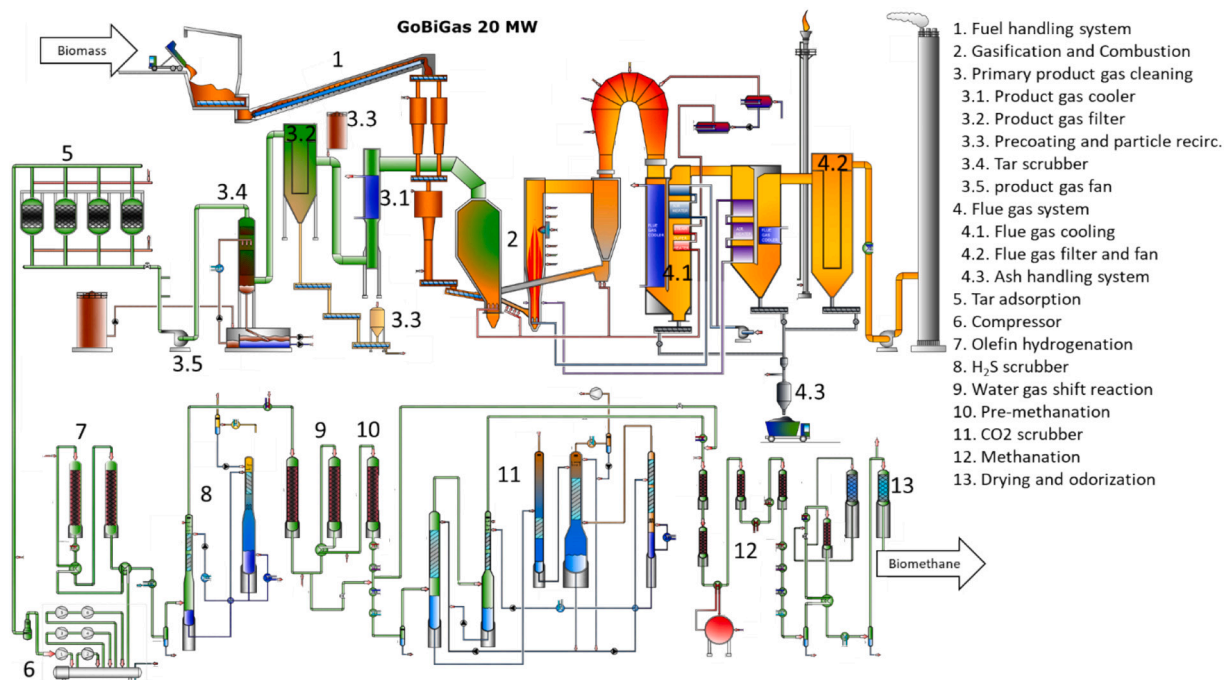 GoBiGas 20 MW
Biomass
1
3.3
3.2
5
3.4
3.1
2
4.2
4.1
3.3
3.5
4.3
7
9
10
8
11
13
12
Biomethane
6
1. Fuel handling system
2. Gasification and Combustion
3. Primary product gas cleaning
3.1. Product gas cooler
3.2. Product gas filter
3.3. Precoating and particle recirc.
3.4. Tar scrubber
3.5. product gas fan
4. Flue gas system
4.1. Flue gas cooling
4.2. Flue gas filter and fan
4.3. Ash handling system
5. Tar adsorption
6. Compressor
7. Olefin hydrogenation
8. H₂S scrubber
9. Water gas shift reaction
10. Pre-methanation
11. CO2 scrubber
12. Methanation
13. Drying and odorization